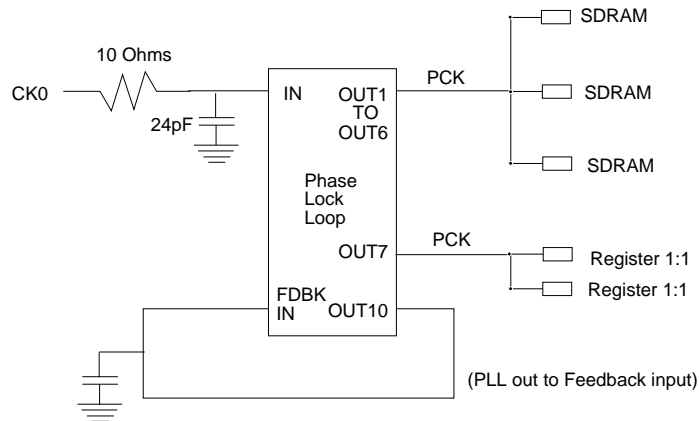 SDRAM
10 Ohms
CK0
IN
OUT1
TO
OUT6
PCK
SDRAM
24pF
SDRAM
Phase
Lock
Loop
OUT7
PCK
Register 1:1
Register 1:1
FDBK
IN
OUT10
(PLL out to Feedback input)